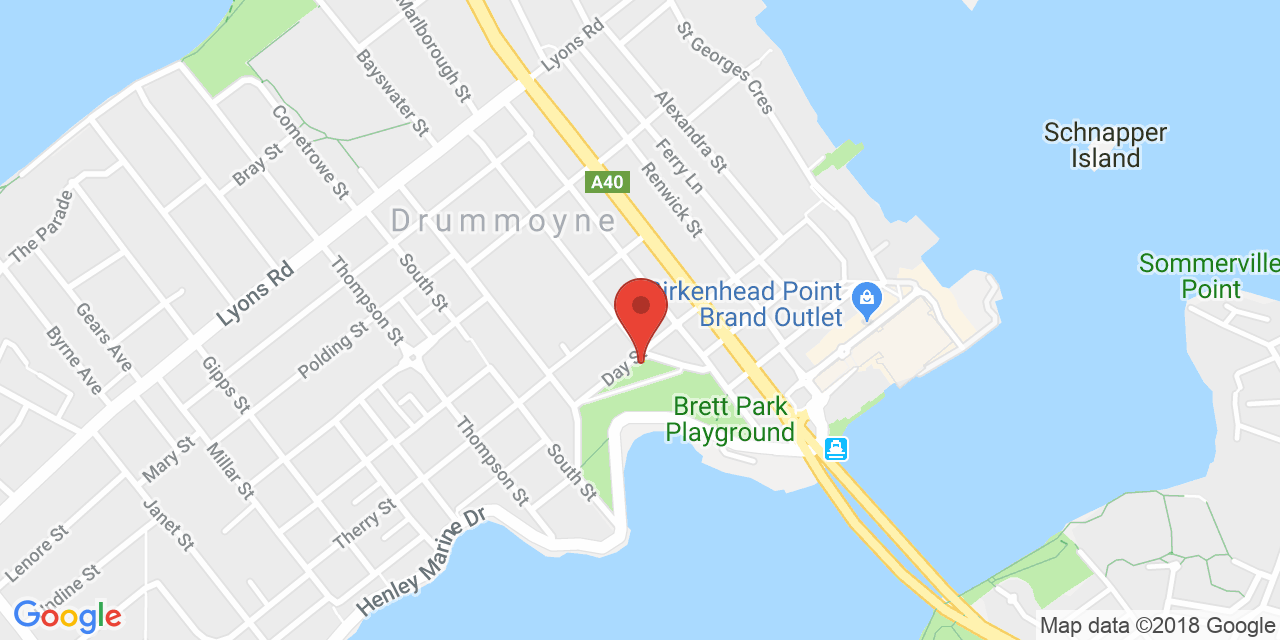 Marlborough St
Lyons Rd
St Georges Cres
Bayswater St
Alexandra St
Cometrowe St
Schnapper
Island
Ferry Ln
Bray St
Renwick St
A40
The Parade
Drummoyne
Thompson St
South St
Lyons Rd
Sommerville
Point
Birkenhead Point
Brand Outlet
Gears Ave
Polding St
Byrne Ave
Day St
Gipps St
Brett Park
Playground
Thompson St
Mary St
Millar St
South St
Janet St
Therry St
Henley Marine Dr
Lenore St
Indine St
Google
Map data ©2018 Google